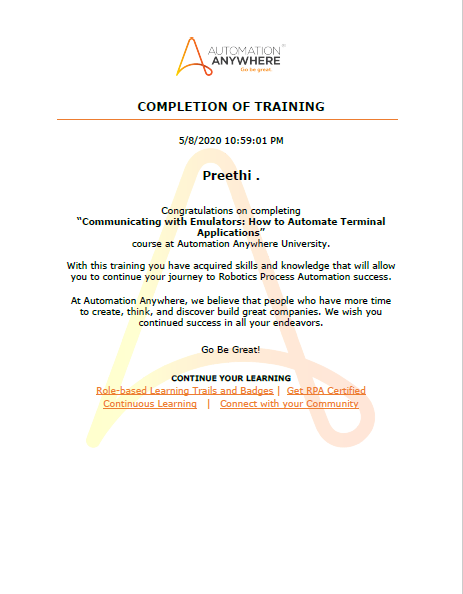 AUTOMATION
ANYWHERE
Go be great.
COMPLETION OF TRAINING
5/8/2020 10:59:01 PM
Preethi .
Congratulations on completing
“Communicating with Emulators: How to Automate Terminal
Applications”
course at Automation Anywhere University.
With this training you have acquired skills and knowledge that will allow
you to continue your journey to Robotics Process Automation success.
At Automation Anywhere, we believe that people who have more time
to create, think, and discover build great companies. We wish you
continued success in all your endeavors.
Go Be Great!
CONTINUE YOUR LEARNING
Role-based Learning Trails and Badges | Get RPA Certified
Continuous Learning | Connect with your Community